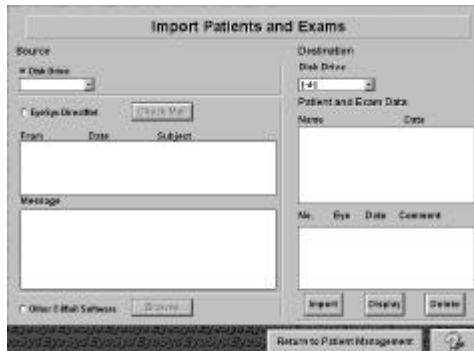 Import Patients and Exams
Source
Disk Drive
EyeSys DirectNet
Check Mail
From Date Subject
Message
Other E-Mail Software
Browse
Destination
Disk Drive
Patient and Exam Data
Name Date
No. Eye Date Comment
Import Display Delete
Return to Patient Management